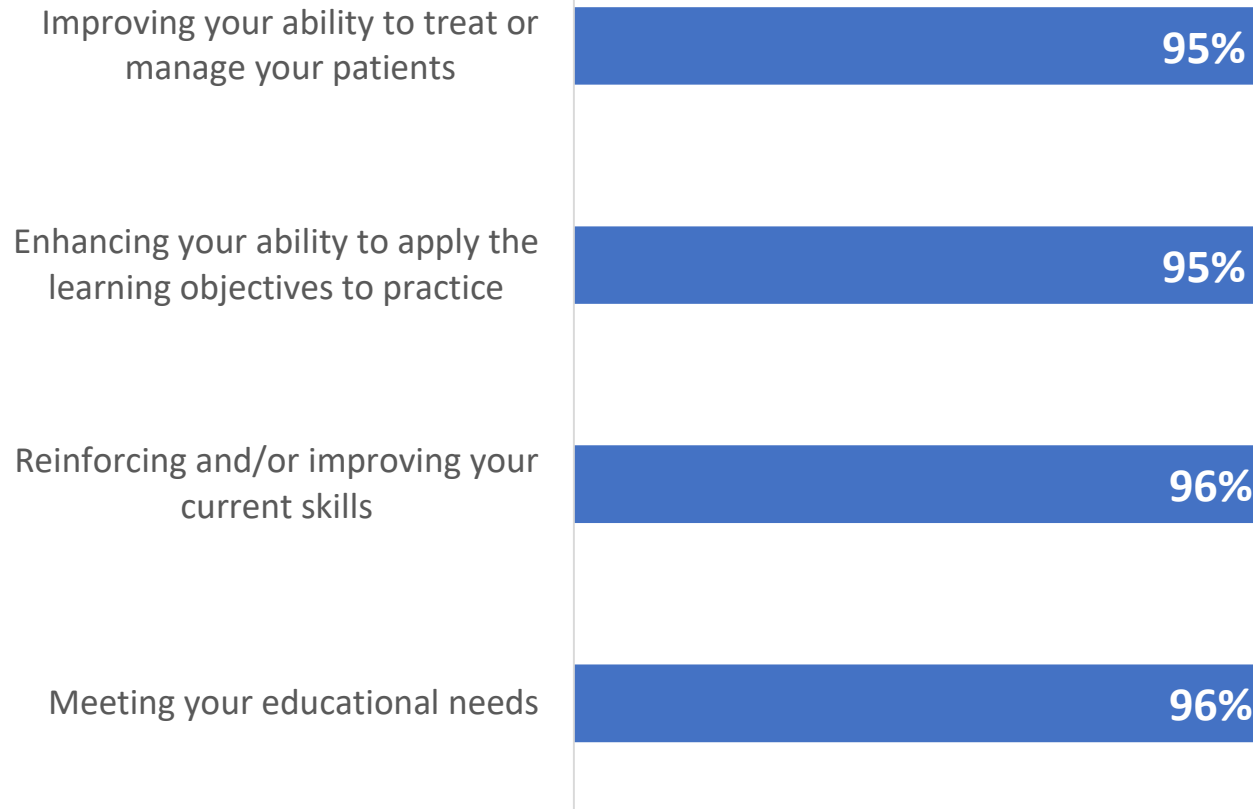 Improving your ability to treat or
manage your patients
95%
Enhancing your ability to apply the
learning objectives to practice
95%
Reinforcing and/or improving your
current skills
96%
Meeting your educational needs
96%